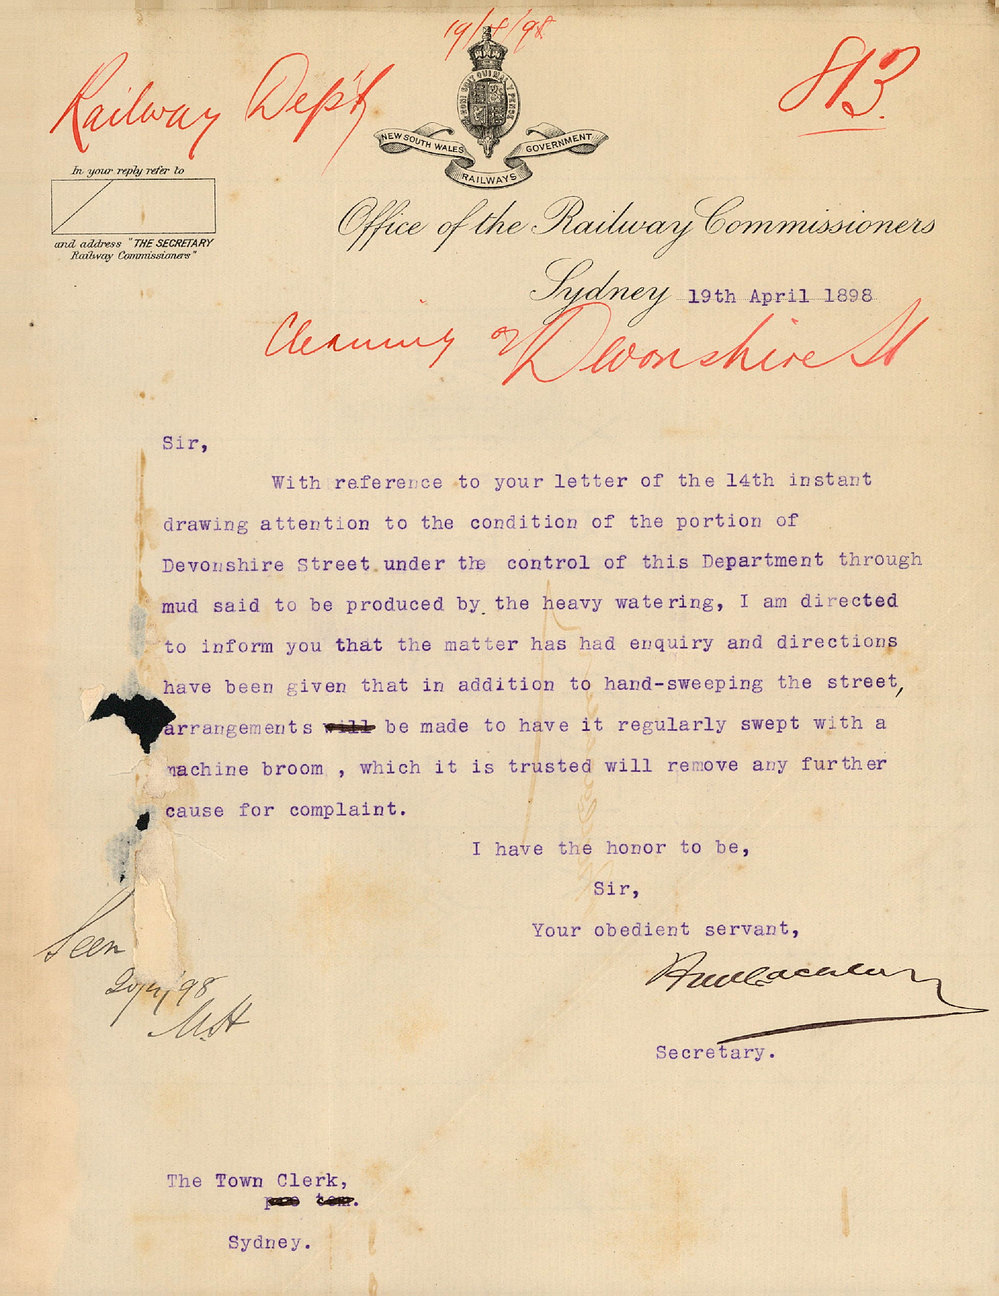 19/4/98
Railway Dep't
813.
HONI SOIT QUI MAL Y PENSE
NEW SOUTH WALES
GOVERNMENT
RAILWAYS
In your reply refer to
and address "THE SECRETARY
Railway Commissioners"
Office of the Railway Commissioners
Sydney 19th April 1898
Cleaning of Devonshire St
Sir,
With reference to your letter of the 14th instant
drawing attention to the condition of the portion of
Devonshire Street under the control of this Department through
mud said to be produced by the heavy watering, I am directed
to inform you that the matter has had enquiry and directions
have been given that in addition to hand-sweeping the street,
arrangements will be made to have it regularly swept with a
machine broom , which it is trusted will remove any further
cause for complaint.
I have the honor to be,
Sir,
Your obedient servant,
Secretary.
Seen
20/4/98
The Town Clerk,
pro tem.
Sydney.